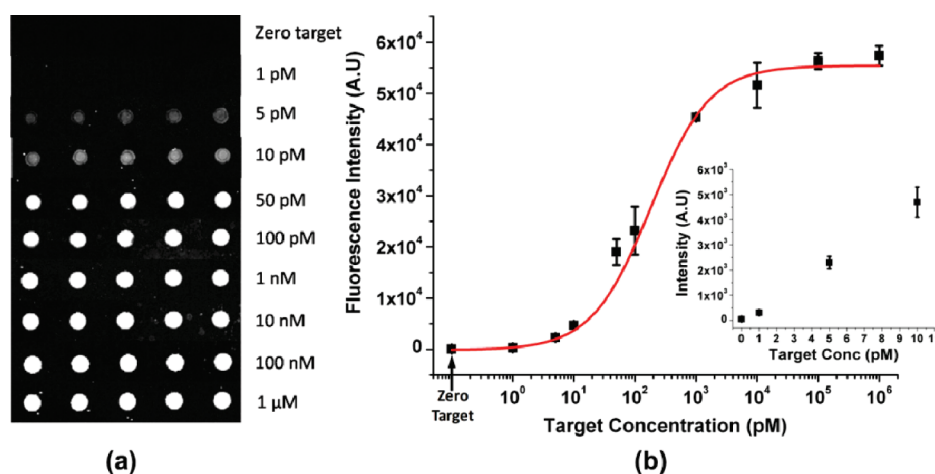 Zero target
1 pM
5 pM
10 pM
50 pM
100 pM
1 nM
10 nM
100 nM
1 µM
(a)
Fluorescence Intensity (A.U)
6x10⁴
5x10⁴
4x10⁴
3x10⁴
2x10⁴
1x10⁴
0
Zero
Target
10⁰ 10¹ 10² 10³ 10⁴ 10⁵ 10⁶
Target Concentration (pM)
Intensity (A.U)
6x10³
5x10³
4x10³
3x10³
2x10³
1x10³
0
0 1 2 3 4 5 6 7 8 9 10 1
Target Conc (pM)
(b)